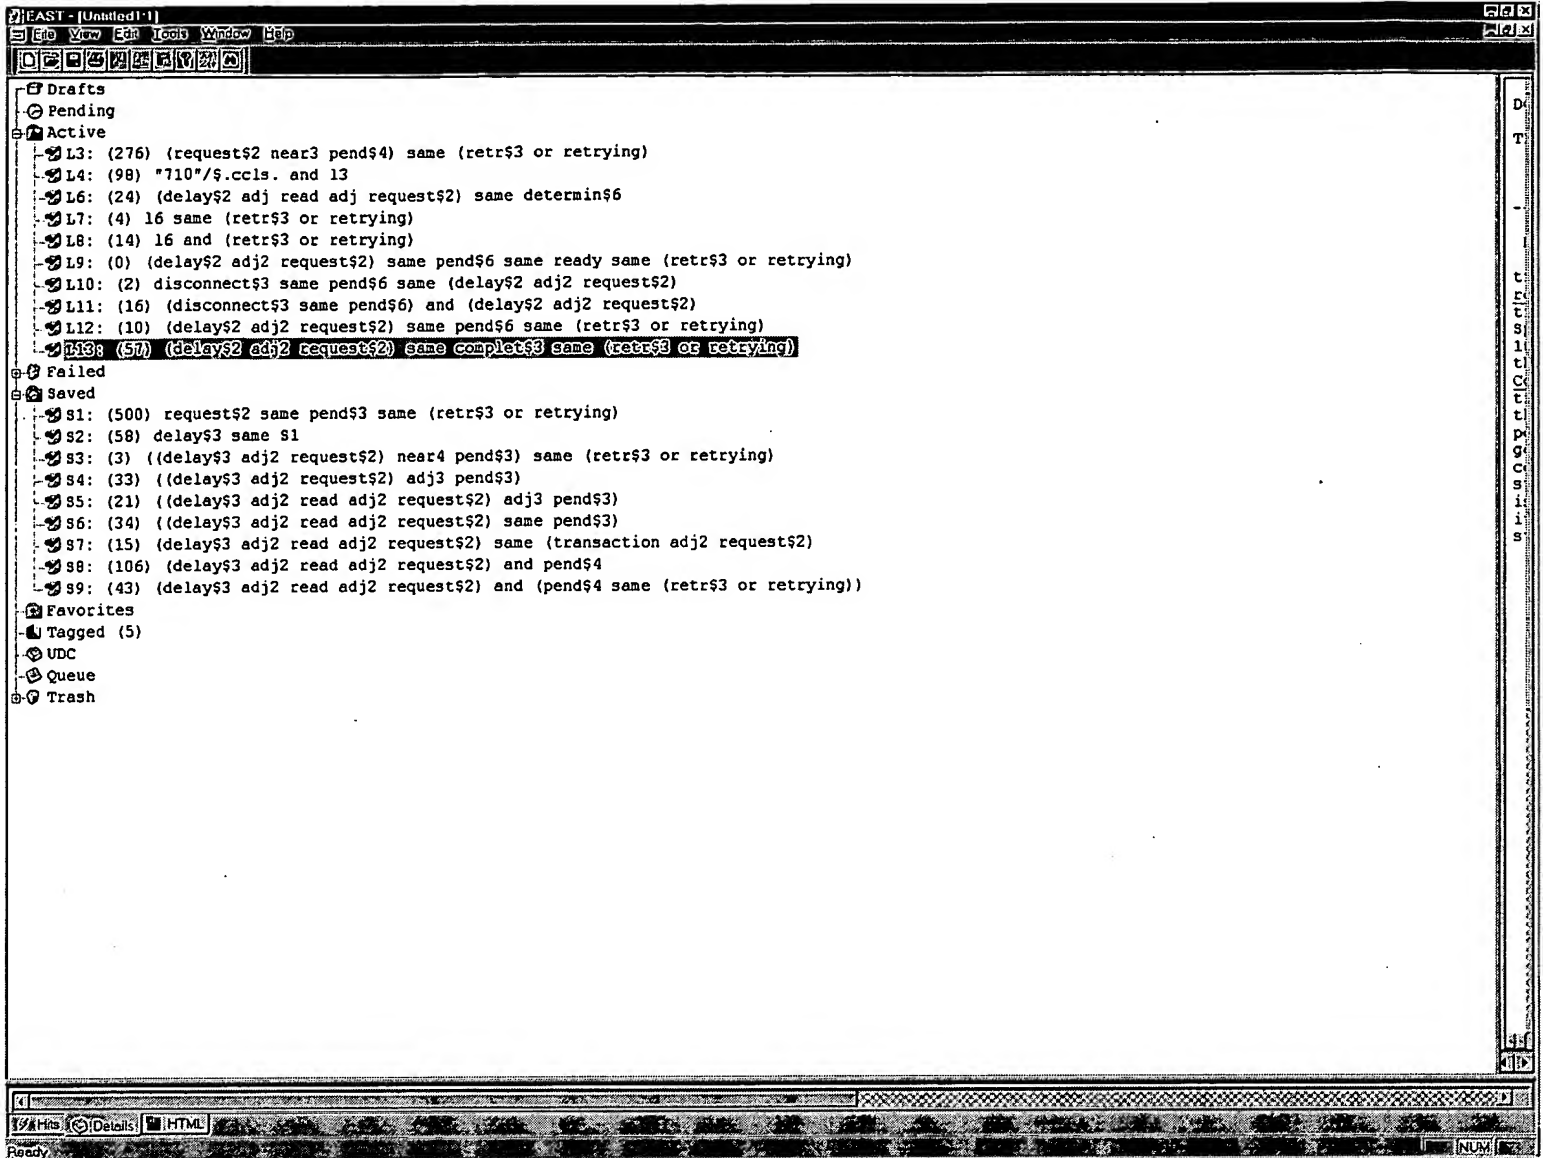 EAST - [Untitled1:1]
File View Edit Tools Window Help
Drafts
Pending
Active
L3: (276) (request$2 near3 pend$4) same (retr$3 or retrying)
L4: (98) "710"/$.ccls. and l3
L6: (24) (delay$2 adj read adj request$2) same determin$6
L7: (4) l6 same (retr$3 or retrying)
L8: (14) l6 and (retr$3 or retrying)
L9: (0) (delay$2 adj2 request$2) same pend$6 same ready same (retr$3 or retrying)
L10: (2) disconnect$3 same pend$6 same (delay$2 adj2 request$2)
L11: (16) (disconnect$3 same pend$6) and (delay$2 adj2 request$2)
L12: (10) (delay$2 adj2 request$2) same pend$6 same (retr$3 or retrying)
L13: (57) (delay$2 adj2 request$2) same complet$3 same (retr$3 or retrying)
Failed
Saved
S1: (500) request$2 same pend$3 same (retr$3 or retrying)
S2: (58) delay$3 same S1
S3: (3) ((delay$3 adj2 request$2) near4 pend$3) same (retr$3 or retrying)
S4: (33) ((delay$3 adj2 request$2) adj3 pend$3)
S5: (21) ((delay$3 adj2 read adj2 request$2) adj3 pend$3)
S6: (34) ((delay$3 adj2 read adj2 request$2) same pend$3)
S7: (15) (delay$3 adj2 read adj2 request$2) same (transaction adj2 request$2)
S8: (106) (delay$3 adj2 read adj2 request$2) and pend$4
S9: (43) (delay$3 adj2 read adj2 request$2) and (pend$4 same (retr$3 or retrying))
Favorites
Tagged (5)
UDC
Queue
Trash
Hits Details HTML
Ready NUM